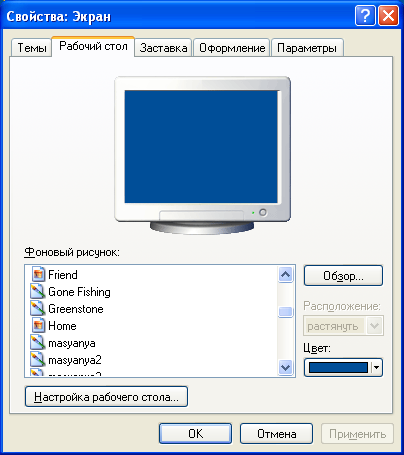 Свойства: Экран
Темы Рабочий стол Заставка Оформление Параметры
Фоновый рисунок:
Friend
Gone Fishing
Greenstone
Home
masyanya
masyanya2
masyanya2
Обзор...
Расположение:
растянуть
Цвет:
Настройка рабочего стола...
OK Отмена Применить